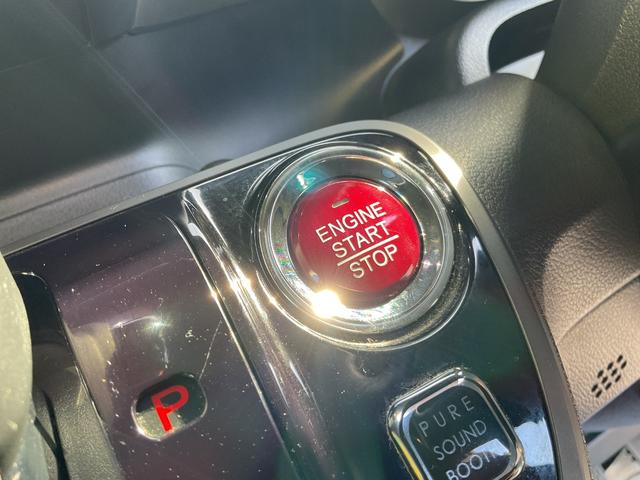 ENGINE
START
STOP
P
PURE
SOUND
BOOTH